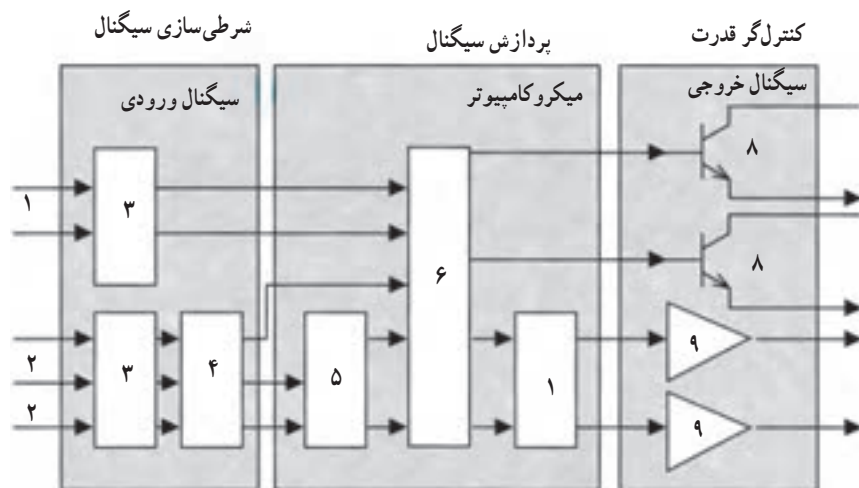 شرطی‌سازی سیگنال
پردازش سیگنال
کنترل‌گر قدرت
سیگنال ورودی
میکروکامپیوتر
سیگنال خروجی
۱
۳
۶
۸
۸
۲
۲
۳
۴
۵
۱
۹
۹